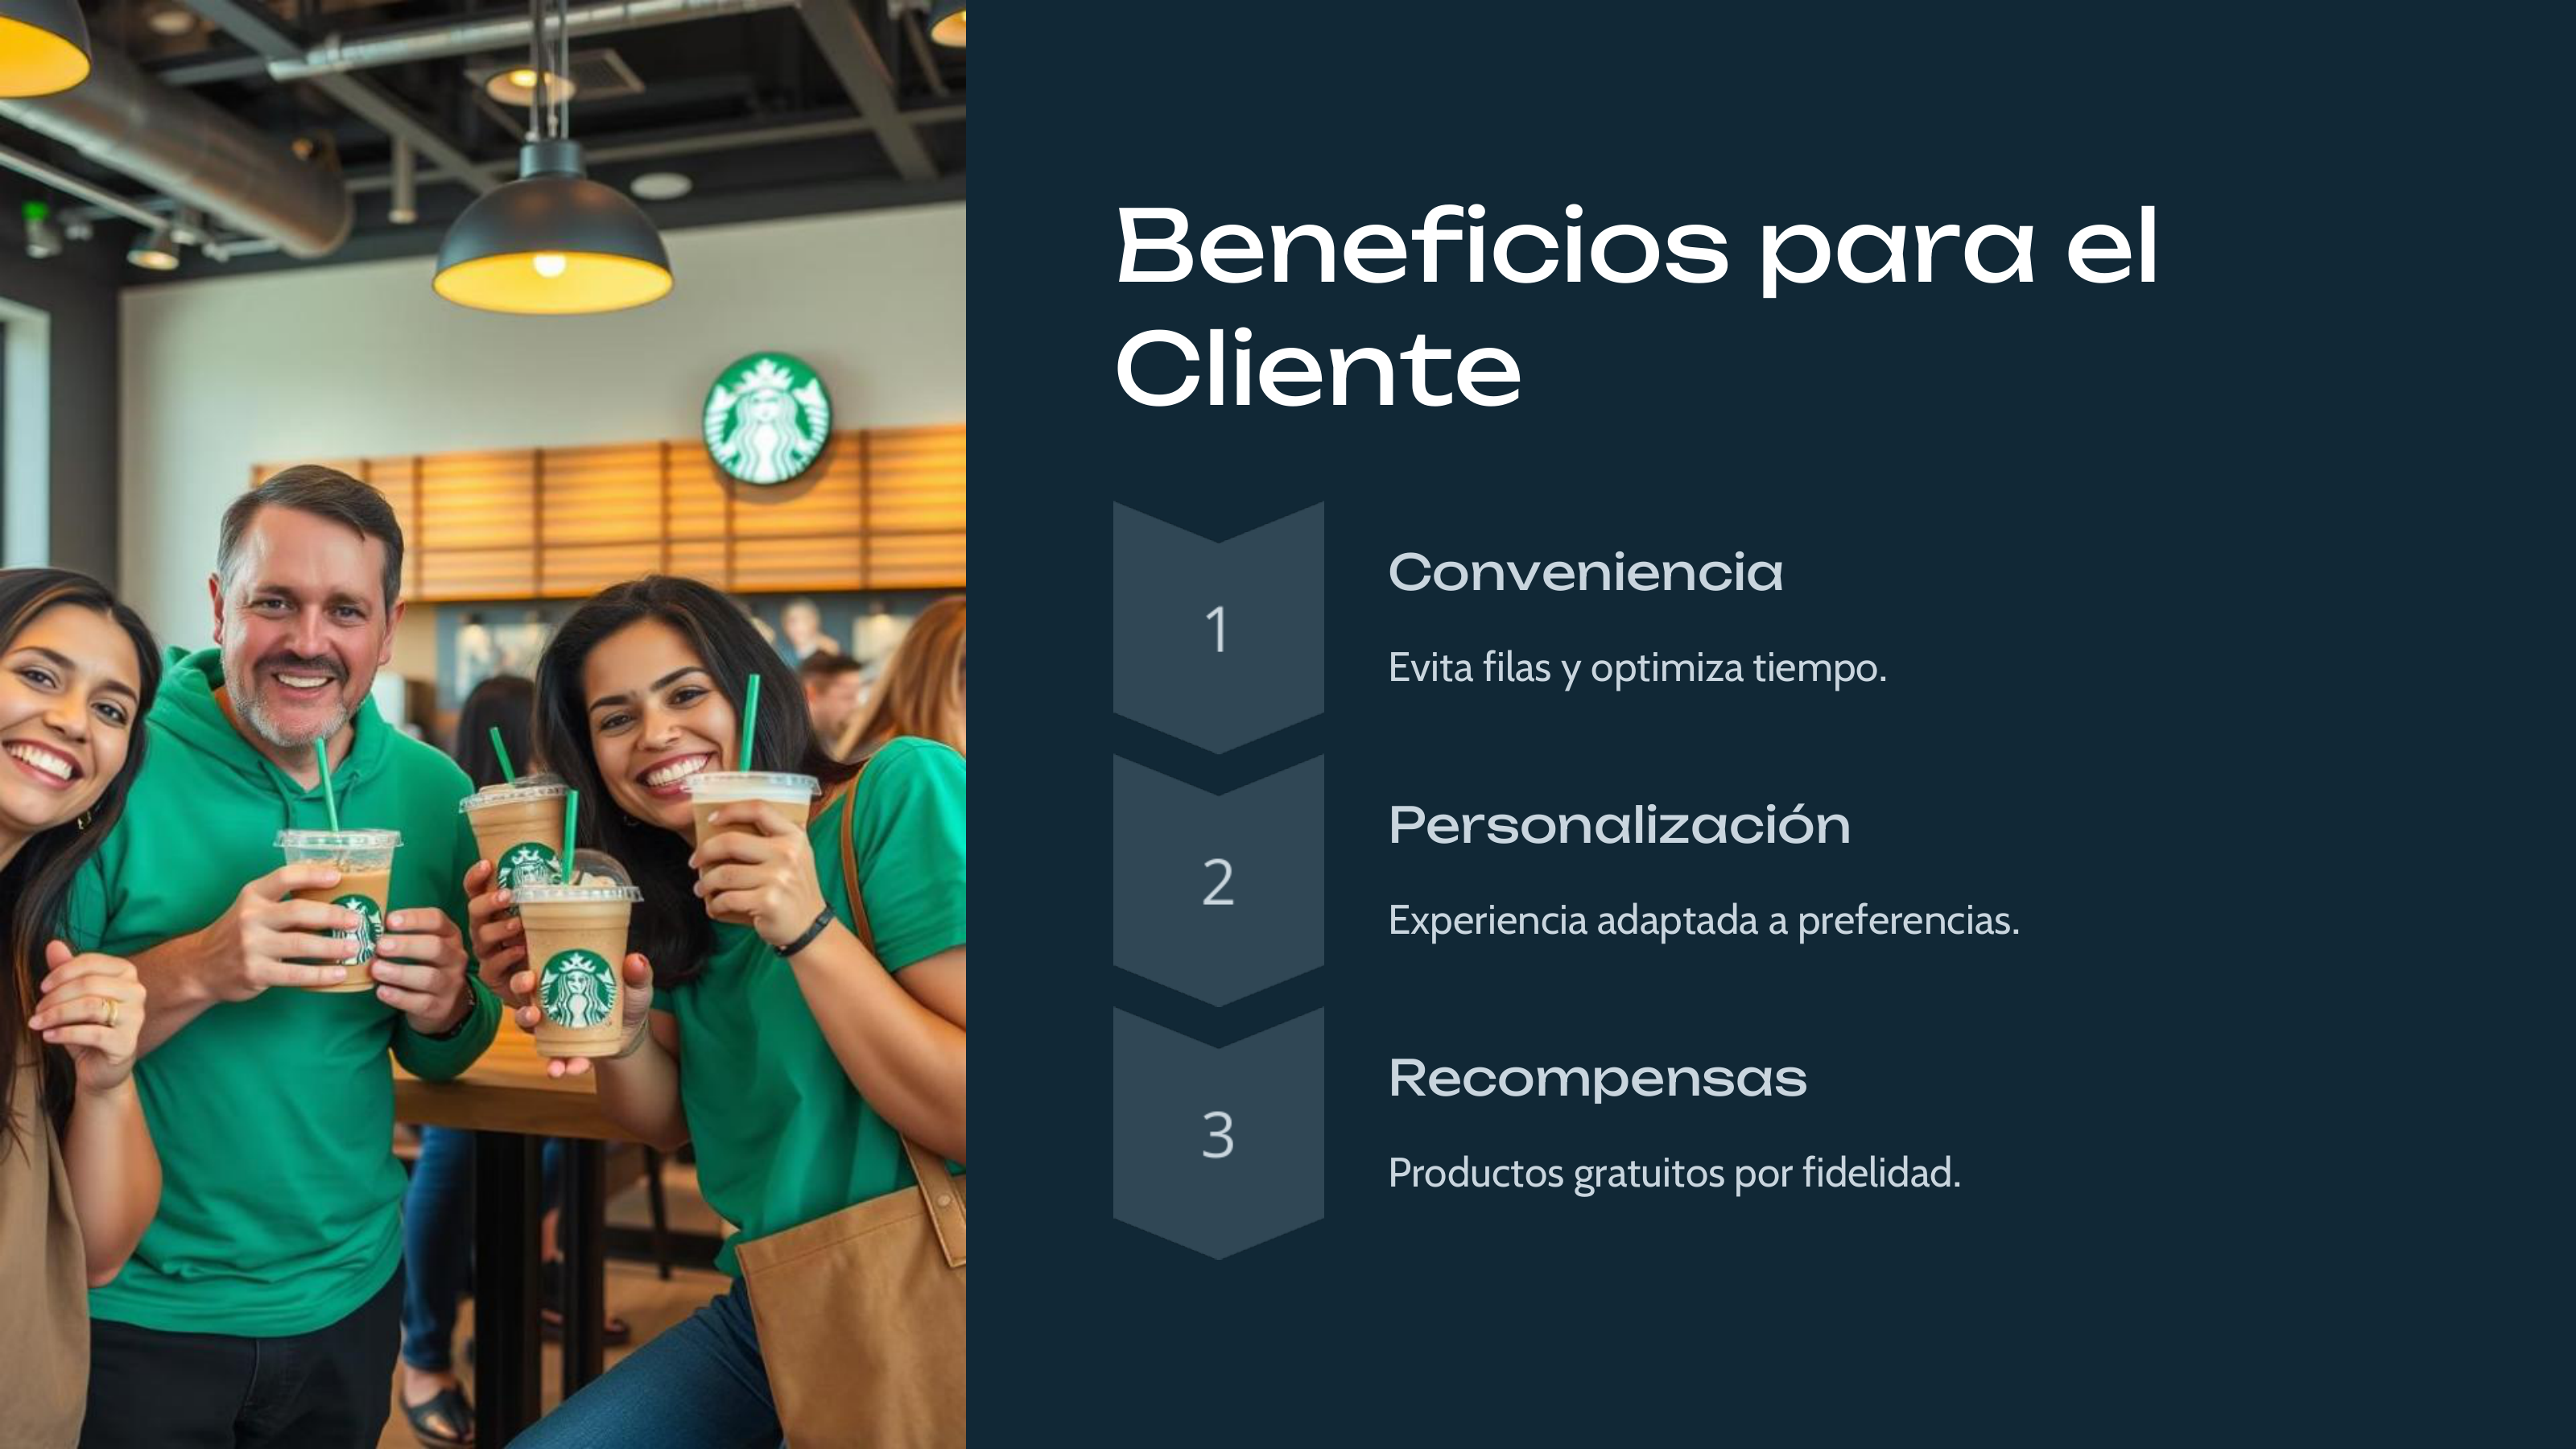 Beneficios para el
Cliente
1
Conveniencia
Evita filas y optimiza tiempo.
2
Personalización
Experiencia adaptada a preferencias.
3
Recompensas
Productos gratuitos por fidelidad.